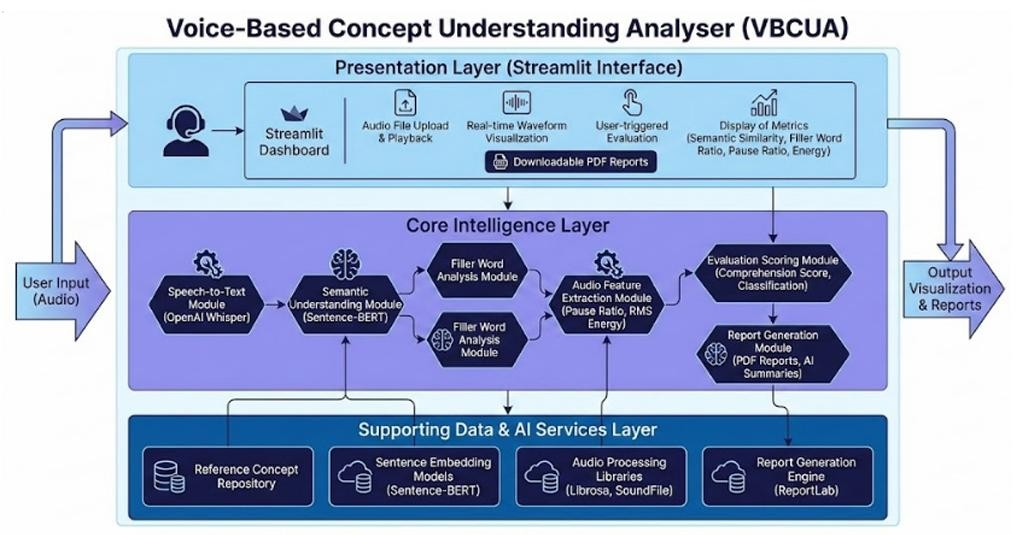 Voice-Based Concept Understanding Analyser (VBCUA)
Presentation Layer (Streamlit Interface)
Streamlit
Dashboard
Audio File Upload
& Playback
Real-time Waveform
Visualization
User-triggered
Evaluation
Display of Metrics
(Semantic Similarity, Filler Word
Ratio, Pause Ratio, Energy)
Downloadable PDF Reports
User Input
(Audio)
Core Intelligence Layer
Speech-to-Text
Module
(OpenAI Whisper)
Semantic
Understanding Module
(Sentence-BERT)
Filler Word
Analysis Module
Filler Word
Analysis
Module
Audio Feature
Extraction Module
(Pause Ratio, RMS
Energy)
Evaluation Scoring Module
(Comprehension Score,
Classification)
Report Generation
Module
(PDF Reports, AI
Summaries)
Output
Visualization
& Reports
Supporting Data & AI Services Layer
Reference Concept
Repository
Sentence Embedding
Models
(Sentence-BERT)
Audio Processing
Libraries
(Librosa, SoundFile)
Report Generation
Engine
(ReportLab)